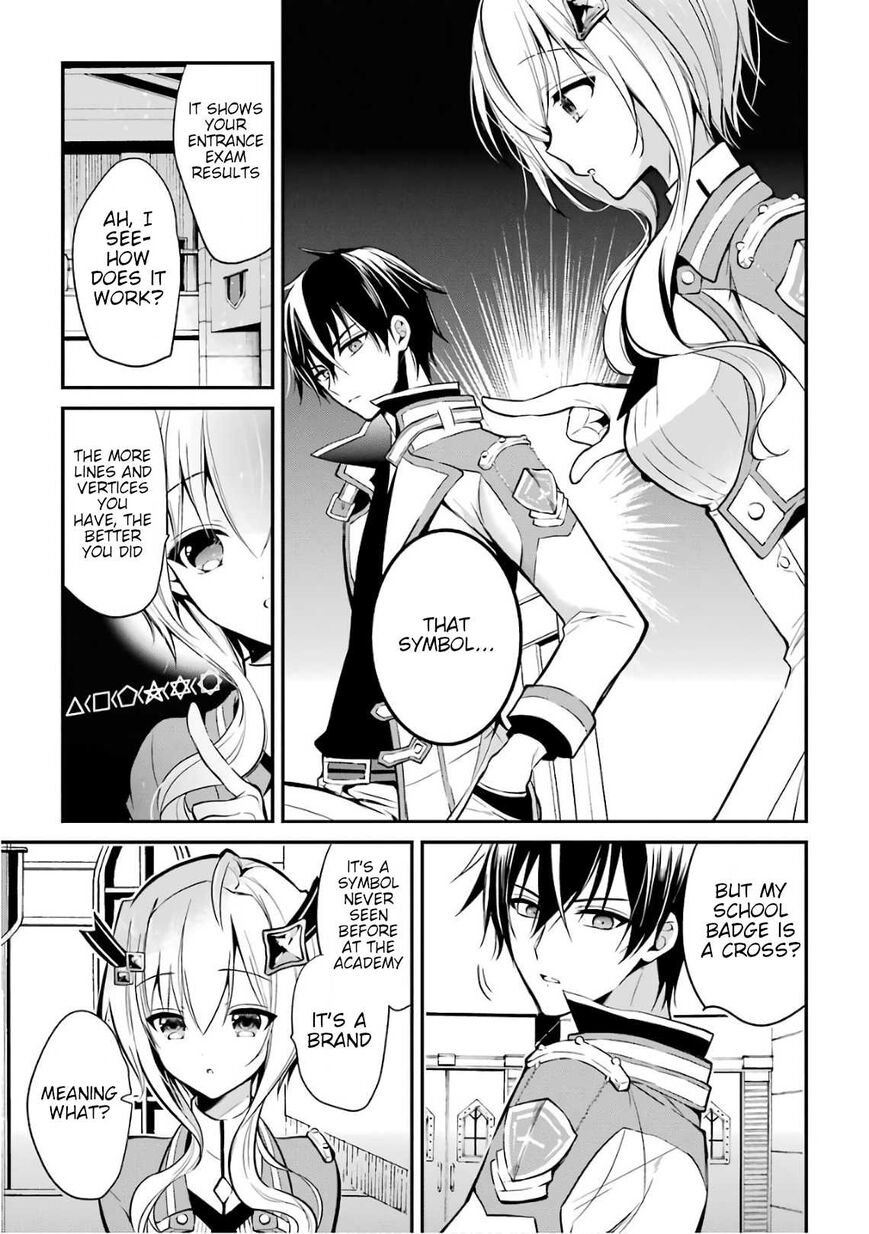 THAT
SYMBOL...
IT SHOWS
YOUR
ENTRANCE
EXAM
RESULTS
AH, I
SEE-
HOW
DOES IT
WORK?
THE MORE
LINES AND
VERTICES
YOU
HAVE, THE
BETTER
YOU DID
△<□<⬠<☆<✡<
BUT MY
SCHOOL
BADGE IS
A CROSS?
IT'S A
SYMBOL
NEVER
SEEN
BEFORE
AT THE
ACADEMY
IT'S A
BRAND
MEANING
WHAT?